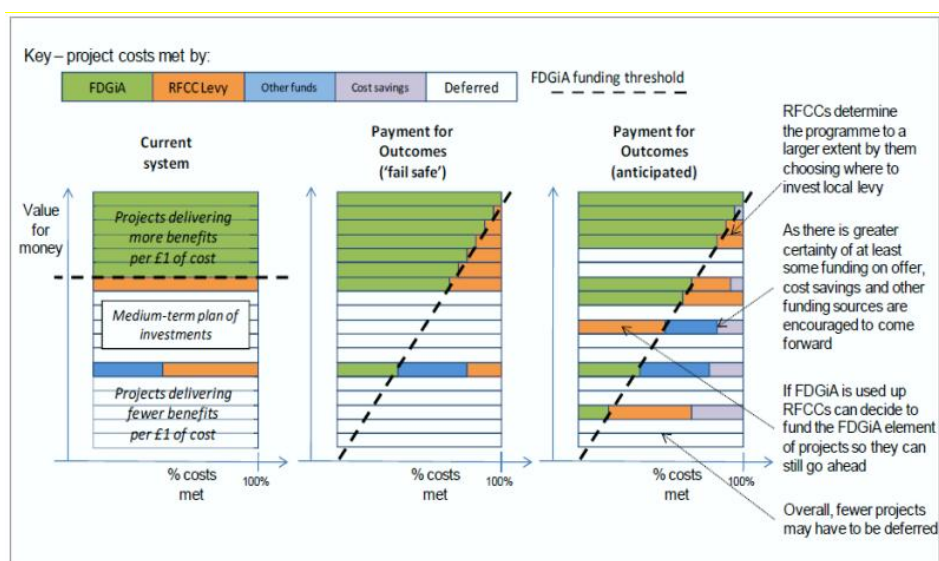 Key – project costs met by:
FDGiA
RFCC Levy
Other funds
Cost savings
Deferred
FDGiA funding threshold
Current
system
Payment for
Outcomes
('fail safe')
Payment for
Outcomes
(anticipated)
Value
for
money
Projects delivering
more benefits
per £1 of cost
Medium-term plan of
investments
Projects delivering
fewer benefits
per £1 of cost
% costs
met
100%
% costs
met
100%
% costs
met
100%
RFCCs determine
the programme to a
larger extent by them
choosing where to
invest local levy
As there is greater
certainty of at least
some funding on offer,
cost savings and other
funding sources are
encouraged to come
forward
If FDGiA is used up
RFCCs can decide to
fund the FDGiA element
of projects so they can
still go ahead
Overall, fewer projects
may have to be deferred